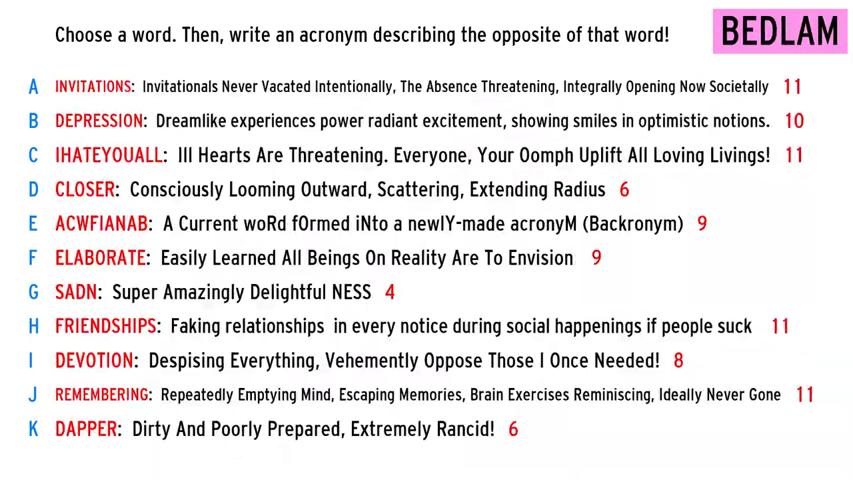 Choose a word. Then, write an acronym describing the opposite of that word!
BEDLAM
A INVITATIONS: Invitationals Never Vacated Intentionally, The Absence Threatening, Integrally Opening Now Societally 11
B DEPRESSION: Dreamlike experiences power radiant excitement, showing smiles in optimistic notions. 10
C IHATEYOUALL: Ill Hearts Are Threatening. Everyone, Your Oomph Uplift All Loving Livings! 11
D CLOSER: Consciously Looming Outward, Scattering, Extending Radius 6
E ACWFIANAB: A Current woRd fOrmed iNto a newlY-made acronyM (Backronym) 9
F ELABORATE: Easily Learned All Beings On Reality Are To Envision 9
G SADN: Super Amazingly Delightful NESS 4
H FRIENDSHIPS: Faking relationships in every notice during social happenings if people suck 11
I DEVOTION: Despising Everything, Vehemently Oppose Those I Once Needed! 8
J REMEMBERING: Repeatedly Emptying Mind, Escaping Memories, Brain Exercises Reminiscing, Ideally Never Gone 11
K DAPPER: Dirty And Poorly Prepared, Extremely Rancid! 6